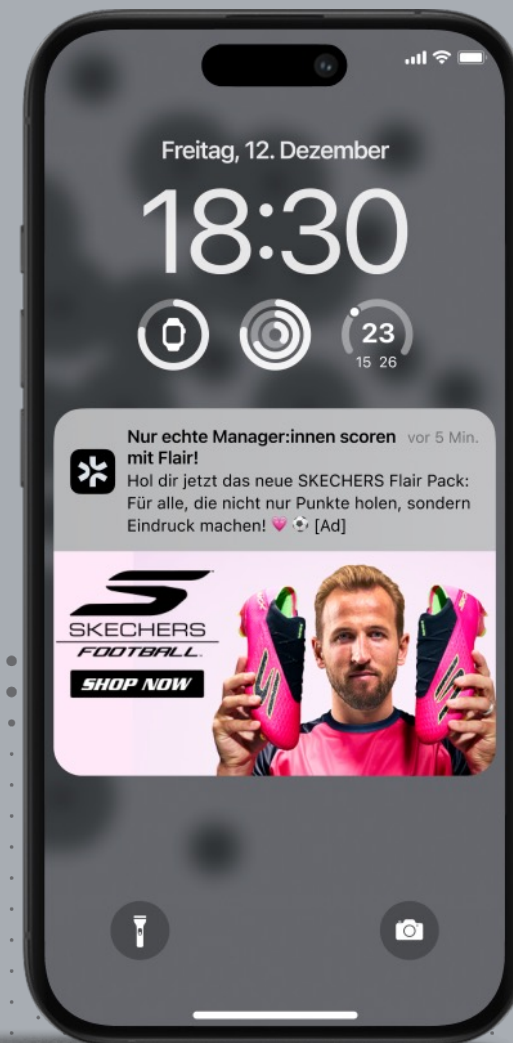 Freitag, 12. Dezember
18:30
23
15 26
Nur echte Manager:innen scoren vor 5 Min.
mit Flair!
Hol dir jetzt das neue SKECHERS Flair Pack:
Für alle, die nicht nur Punkte holen, sondern
Eindruck machen! 💗 ⚽ [Ad]
SKECHERS
FOOTBALL
SHOP NOW